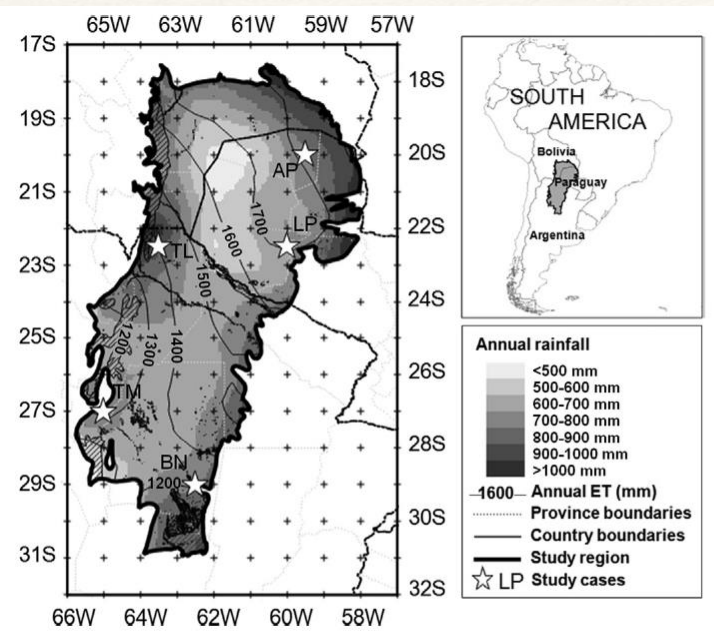 65W 63W 61W 59W 57W
17S
18S
19S
20S
21S
22S
23S
24S
25S
26S
27S
28S
29S
30S
31S
32S
66W 64W 62W 60W 58W
AP
LP
TL
TM
BN
1700
1600
1500
1400
1300
1200
1200
SOUTH
AMERICA
Bolivia
Paraguay
Argentina
Annual rainfall
<500 mm
500-600 mm
600-700 mm
700-800 mm
800-900 mm
900-1000 mm
>1000 mm
1600 Annual ET (mm)
Province boundaries
Country boundaries
Study region
LP Study cases